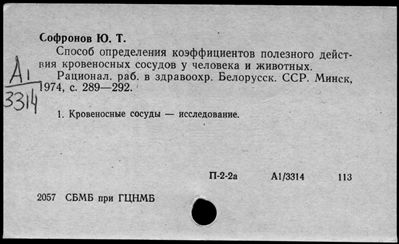 Софронов Ю. Т.
Способ определения коэффициентов полезного дейст-
вия кровеносных сосудов у человека и животных.
Рационал. раб. в здравоохр. Белорусск. ССР. Минск,
1974, с. 289—292.
А1
3314
1. Кровеносные сосуды — исследование.
П-2-2а А1/3314 113
2057 СБМБ при ГЦНМБ